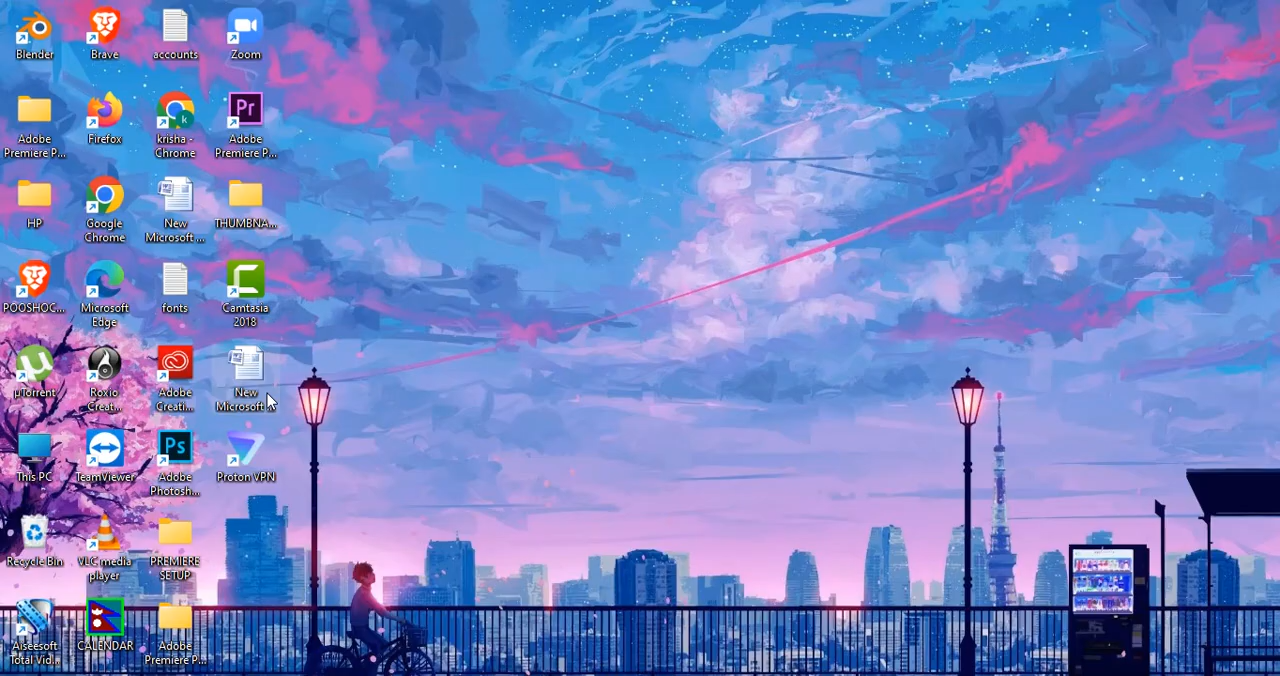 Blender
Brave
accounts
Zoom
Adobe
Premiere P...
Firefox
krisha -
Chrome
Adobe
Premiere P...
HP
Google
Chrome
New
Microsoft ...
THUMBNA...
POOSHOC...
Microsoft
Edge
fonts
Camtasia
2018
µTorrent
Roxio
Creat...
Adobe
Creati...
New
Microsoft
This PC
TeamViewer
Adobe
Photosh...
Proton VPN
Recycle Bin
VLC media
player
PREMIERE
SETUP
Aiseesoft
Total Vid...
CALENDAR
Adobe
Premiere P...